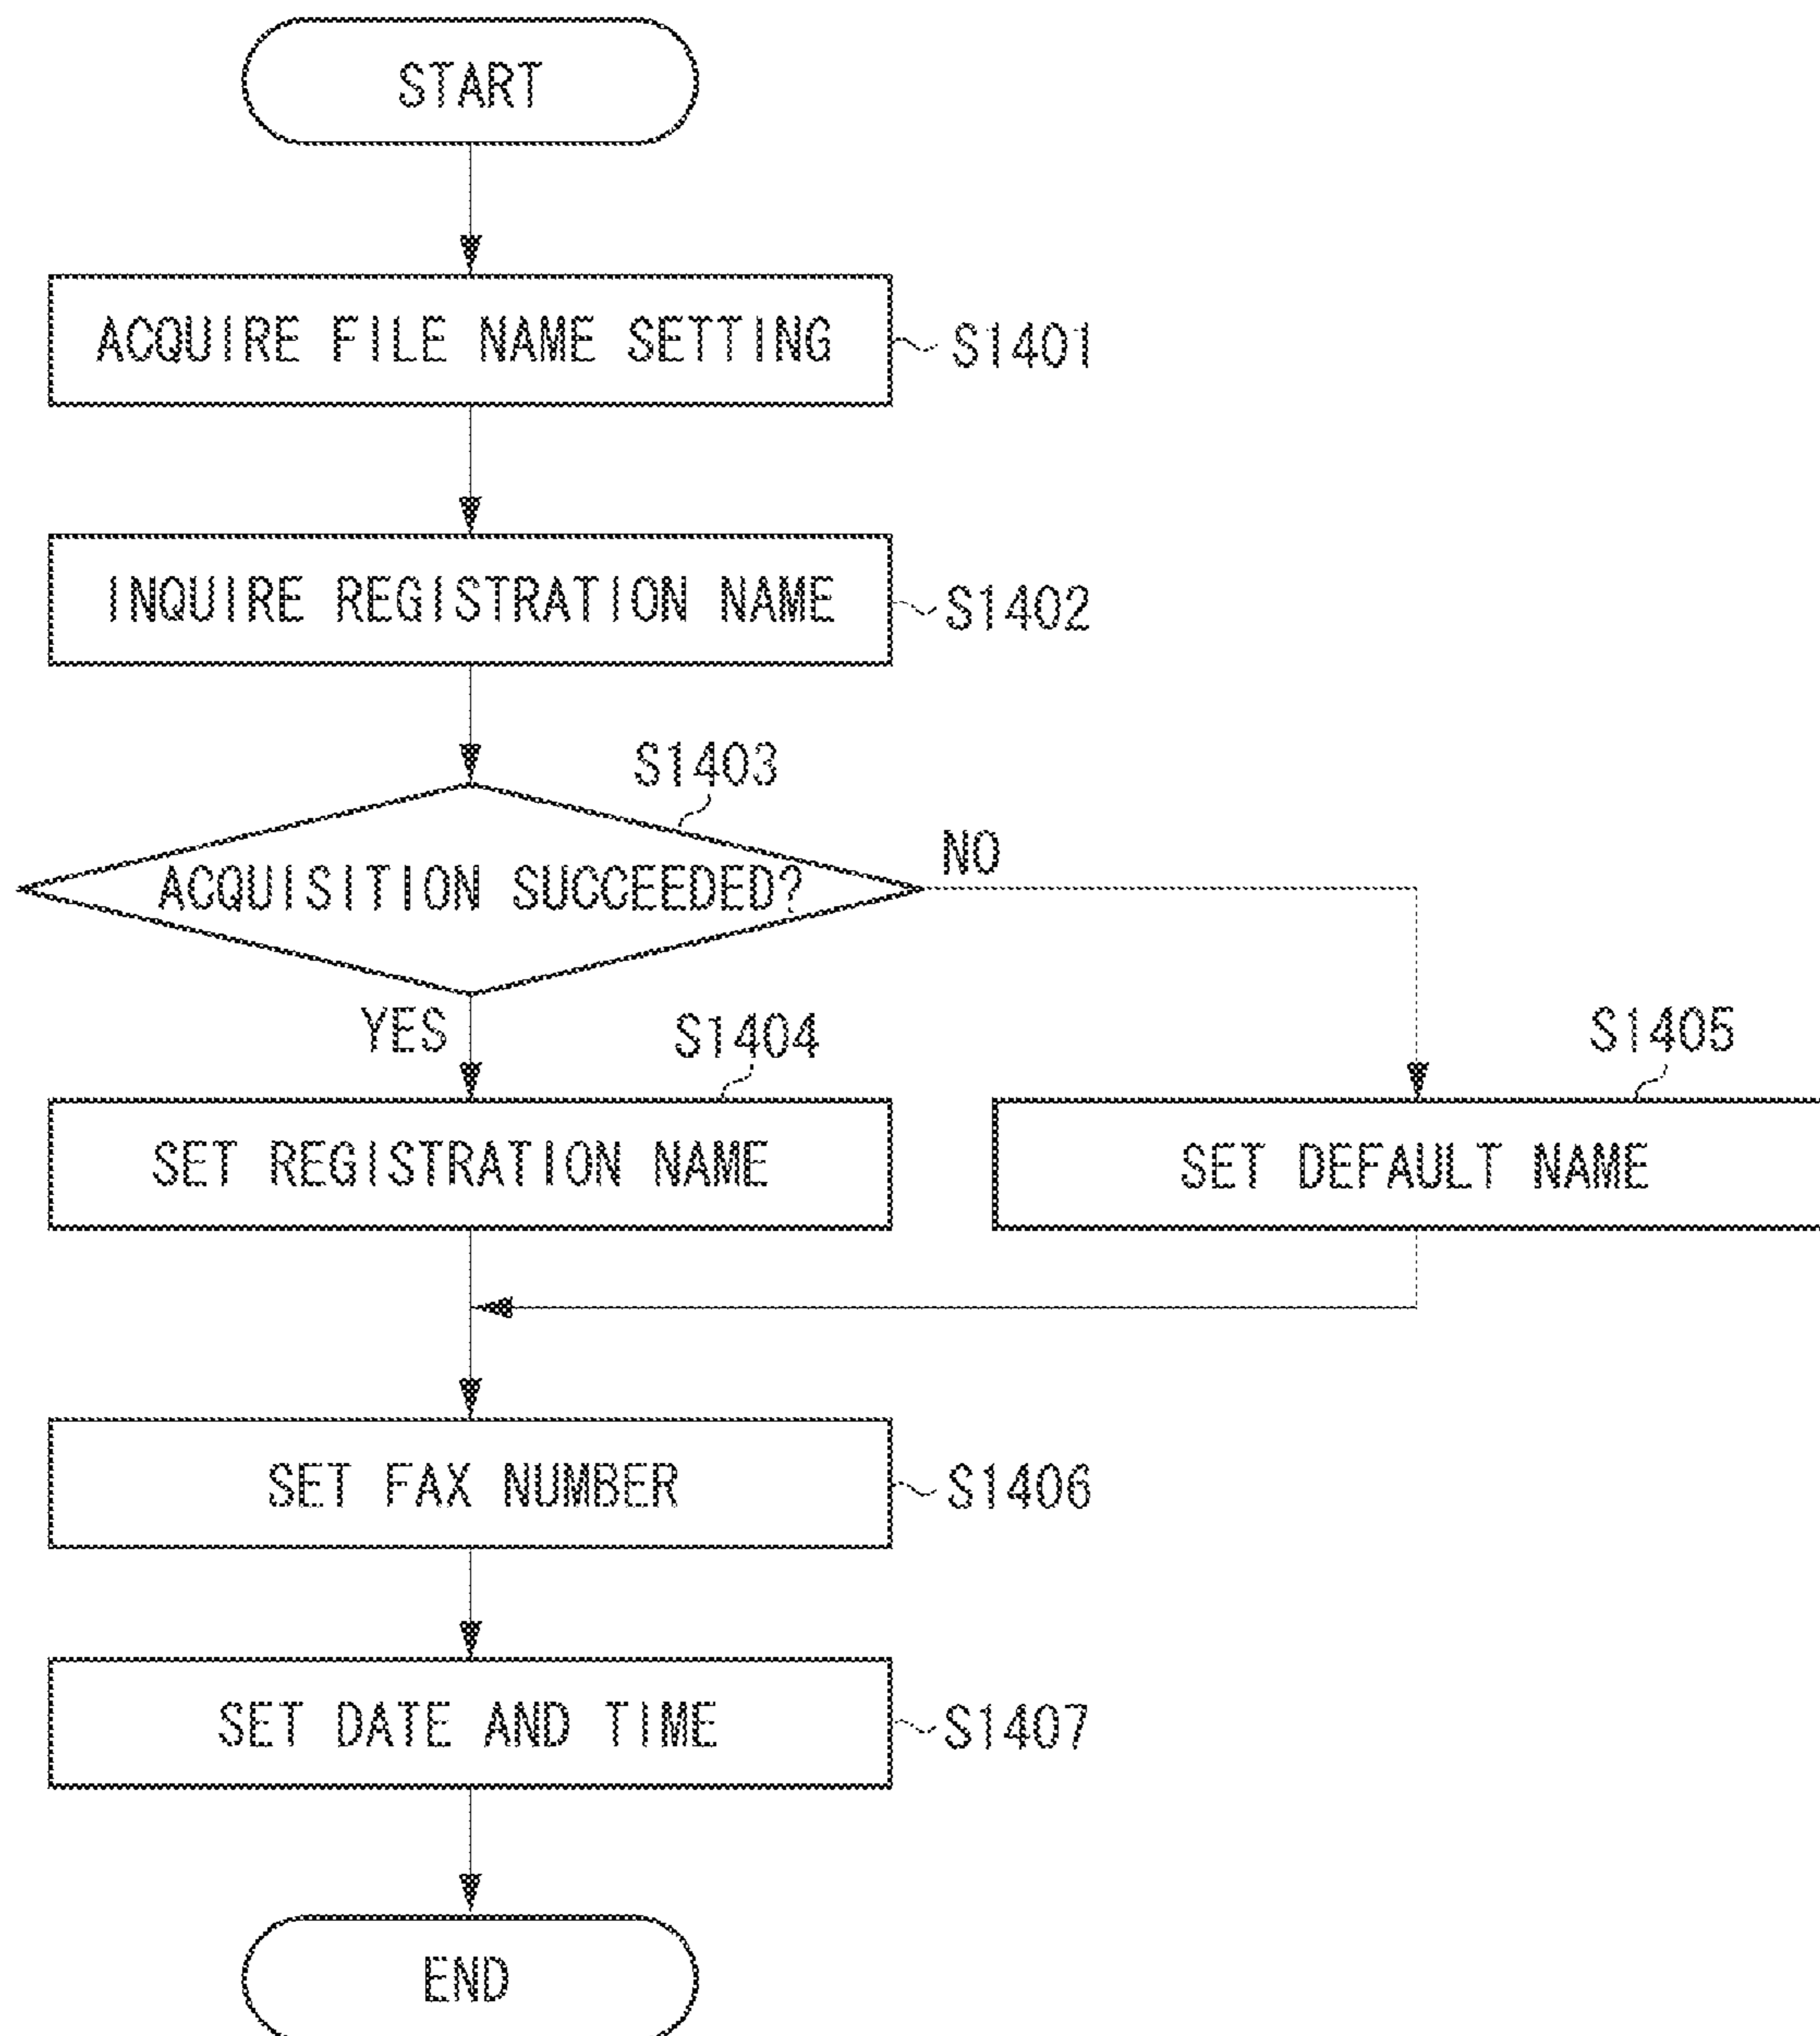 START
ACQUIRE FILE NAME SETTING
S1401
INQUIRE REGISTRATION NAME
S1402
S1403
ACQUISITION SUCCEEDED?
NO
YES
S1404
S1405
SET REGISTRATION NAME
SET DEFAULT NAME
SET FAX NUMBER
S1406
SET DATE AND TIME
S1407
END